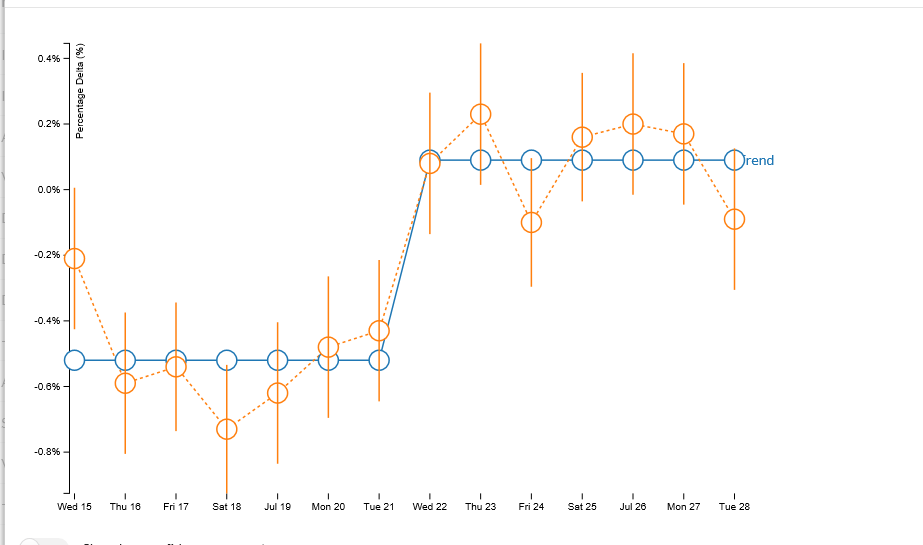 Percentage Delta (%)
0.4%
0.2%
0.0%
-0.2%
-0.4%
-0.6%
-0.8%
Trend
Wed 15 Thu 16 Fri 17 Sat 18 Jul 19 Mon 20 Tue 21 Wed 22 Thu 23 Fri 24 Sat 25 Jul 26 Mon 27 Tue 28